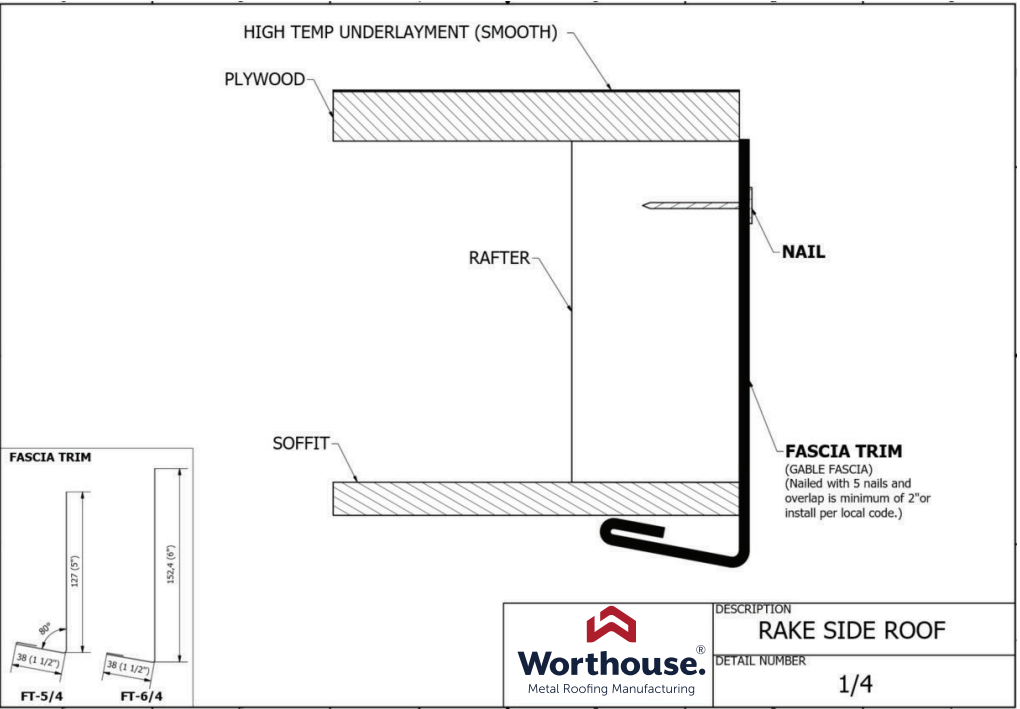 HIGH TEMP UNDERLAYMENT (SMOOTH)
PLYWOOD
NAIL
RAFTER
SOFFIT
FASCIA TRIM
(GABLE FASCIA)
(Nailed with 5 nails and
overlap is minimum of 2"or
install per local code.)
FASCIA TRIM
127 (5")
152,4 (6")
80°
38 (1 1/2")
38 (1 1/2")
FT-5/4
FT-6/4
Worthouse.®
Metal Roofing Manufacturing
DESCRIPTION
RAKE SIDE ROOF
DETAIL NUMBER
1/4